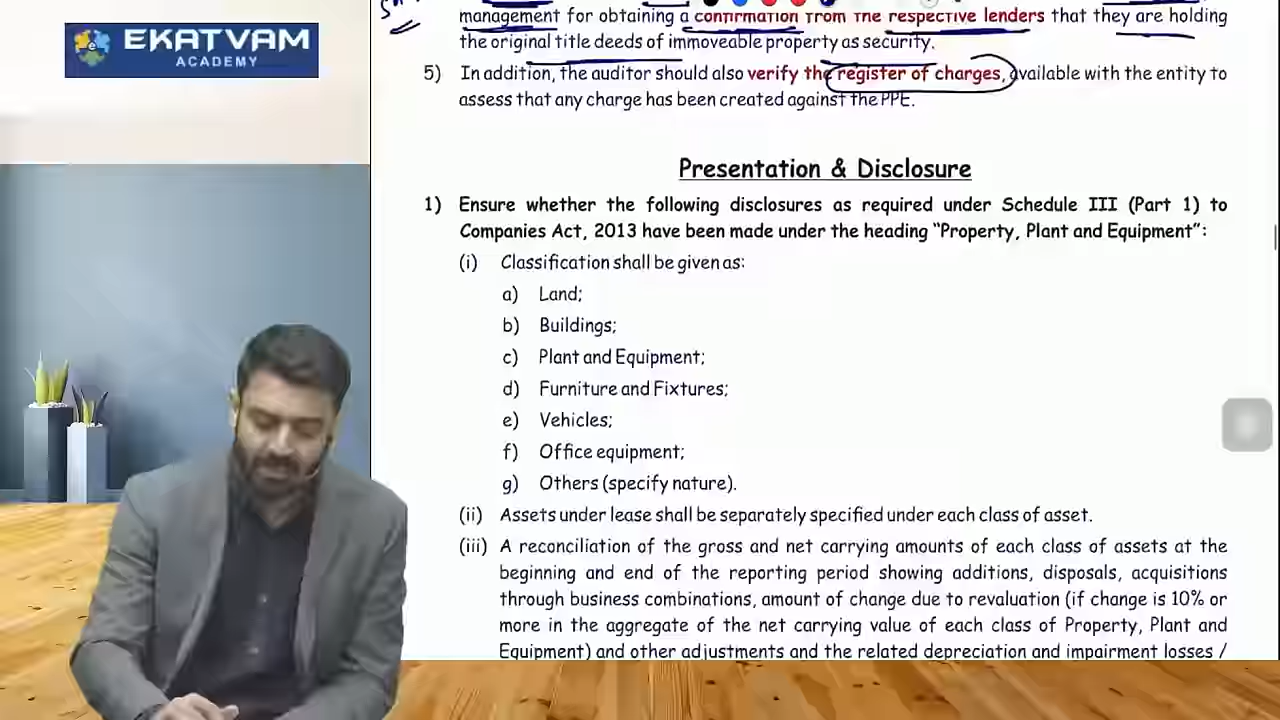 EKATVAM
ACADEMY
management for obtaining a confirmation from the respective lenders that they are holding
the original title deeds of immoveable property as security.
5) In addition, the auditor should also verify the register of charges, available with the entity to
assess that any charge has been created against the PPE.
Presentation & Disclosure
1) Ensure whether the following disclosures as required under Schedule III (Part 1) to
Companies Act, 2013 have been made under the heading “Property, Plant and Equipment”:
(i) Classification shall be given as:
a) Land;
b) Buildings;
c) Plant and Equipment;
d) Furniture and Fixtures;
e) Vehicles;
f) Office equipment;
g) Others (specify nature).
(ii) Assets under lease shall be separately specified under each class of asset.
(iii) A reconciliation of the gross and net carrying amounts of each class of assets at the
beginning and end of the reporting period showing additions, disposals, acquisitions
through business combinations, amount of change due to revaluation (if change is 10% or
more in the aggregate of the net carrying value of each class of Property, Plant and
Equipment) and other adjustments and the related depreciation and impairment losses /